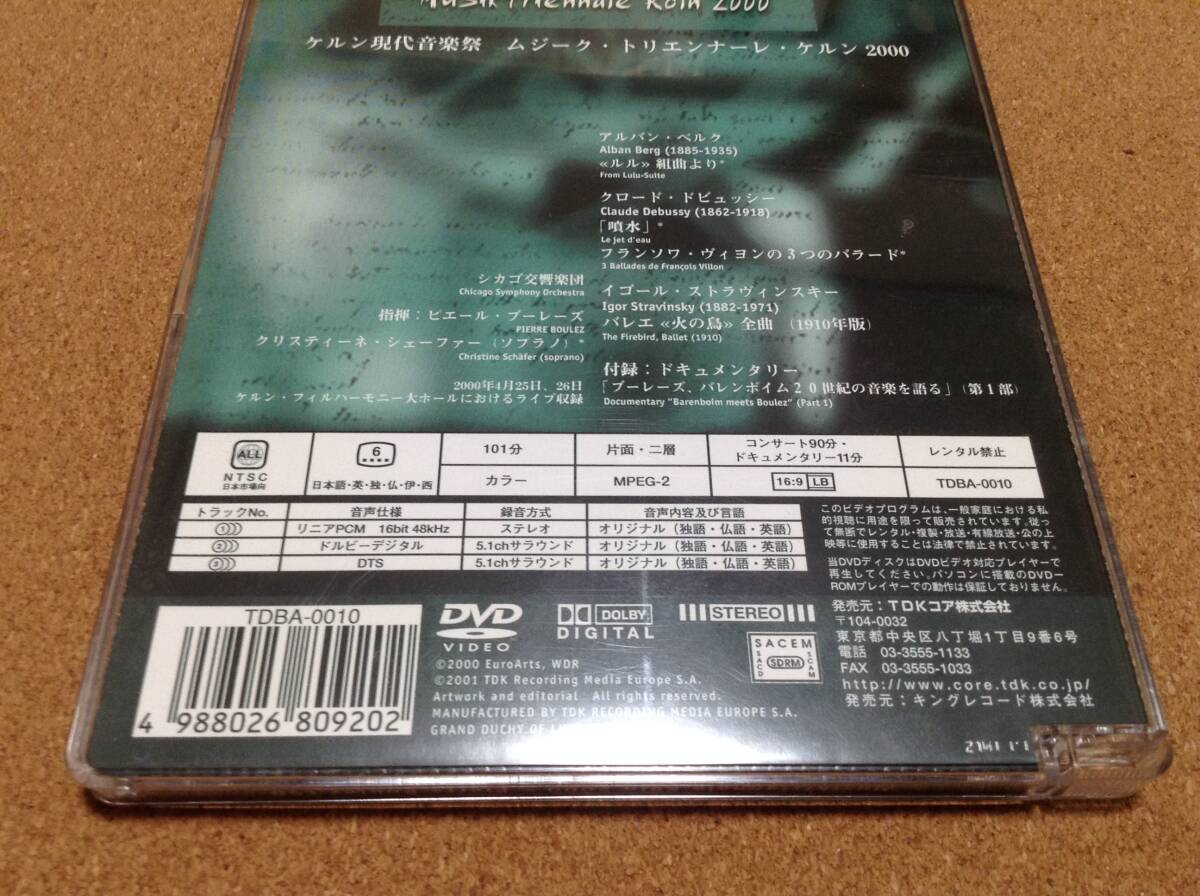 Musik Triennale Köln 2000
ケルン現代音楽祭　ムジーク・トリエンナーレ・ケルン 2000
アルバン・ベルク
Alban Berg (1885-1935)
≪ルル≫ 組曲より*
From Lulu-Suite
クロード・ドビュッシー
Claude Debussy (1862-1918)
「噴水」*
Le jet d'eau
フランソワ・ヴィヨンの3つのバラード*
3 Ballades de François Villon
イゴール・ストラヴィンスキー
Igor Stravinsky (1882-1971)
バレエ ≪火の鳥≫ 全曲 （1910年版）
The Firebird, Ballet (1910)
付録：ドキュメンタリー
「ブーレーズ、バレンボイム20世紀の音楽を語る」（第1部）
Documentary "Barenboim meets Boulez" (Part 1)
シカゴ交響楽団
Chicago Symphony Orchestra
指揮：ピエール・ブーレーズ
PIERRE BOULEZ
クリスティーネ・シェーファー（ソプラノ）*
Christine Schäfer (soprano)
2000年4月25日、26日
ケルン・フィルハーモニー大ホールにおけるライブ収録
ALL
NTSC
日本市場向
6
日本語・英・独・仏・伊・西
101分
カラー
片面・二層
MPEG-2
コンサート90分・
ドキュメンタリー11分
16:9 LB
レンタル禁止
TDBA-0010
トラックNo. 音声仕様 録音方式 音声内容及び言語
1 リニアPCM 16bit 48kHz ステレオ オリジナル（独語・仏語・英語）
2 ドルビーデジタル 5.1chサラウンド オリジナル（独語・仏語・英語）
3 DTS 5.1chサラウンド オリジナル（独語・仏語・英語）
このビデオプログラムは、一般家庭における私
的視聴に用途を限って販売されています。従っ
て無断でレンタル・複製・放送・有線放送・公の上
映等に使用することは法律で禁止されています。
当DVDディスクはDVDビデオ対応プレイヤーで
再生してください。パソコンに搭載のDVD-
ROMプレイヤーでの動作は保証しておりません。
TDBA-0010
4 988026 809202
DVD
VIDEO
DOLBY
DIGITAL
STEREO
SACEM
SACD
SDRM
SCAM
©2000 EuroArts, WDR
©2001 TDK Recording Media Europe S.A.
Artwork and editorial All rights reserved.
MANUFACTURED BY TDK RECORDING MEDIA EUROPE S.A.
GRAND DUCHY OF
発売元：TDKコア株式会社
〒104-0032
東京都中央区八丁堀1丁目9番6号
電話 03-3555-1133
FAX 03-3555-1033
http://www.core.tdk.co.jp/
発売元：キングレコード株式会社